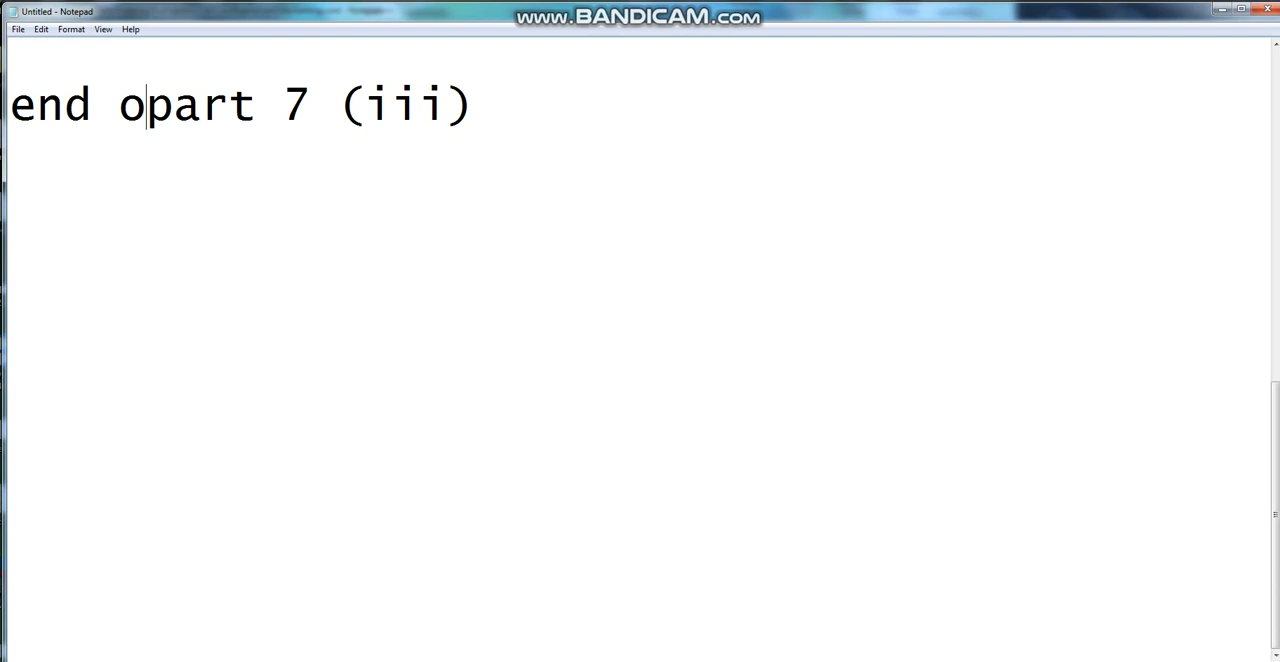 Untitled - Notepad
www.BANDICAM.com
File Edit Format View Help
end opart 7 (iii)